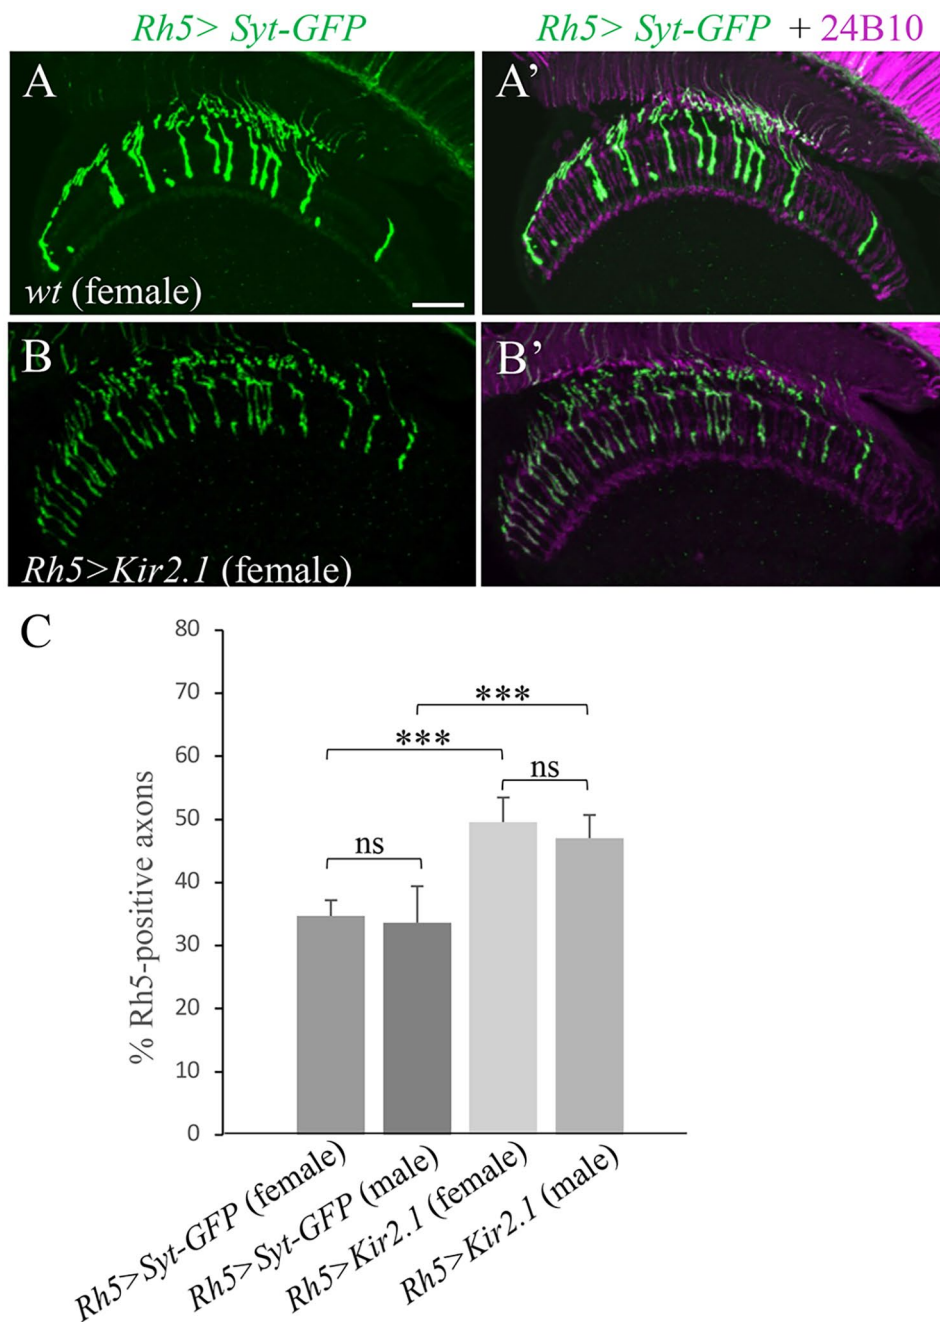 Rh5> Syt-GFP
Rh5> Syt-GFP + 24B10
A
A’
wt (female)
B
B’
Rh5>Kir2.1 (female)
C
% Rh5-positive axons
80
70
60
50
40
30
20
10
0
***
***
ns
ns
Rh5>Syt-GFP (female)
Rh5>Syt-GFP (male)
Rh5>Kir2.1 (female)
Rh5>Kir2.1 (male)